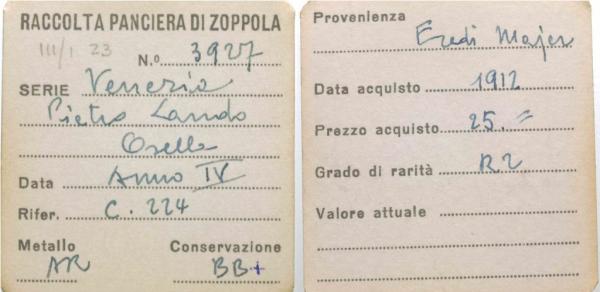 RACCOLTA PANCIERA DI ZOPPOLA
III/1 23
N.º 3927
SERIE Venezia
Pietro Lando
Osella
Data Anno IV
Rifer. C. 224
Metallo Conservazione
AR BB+
Provenienza
Eredi Majer
Data acquisto 1912
Prezzo acquisto 25.=
Grado di rarità R2
Valore attuale